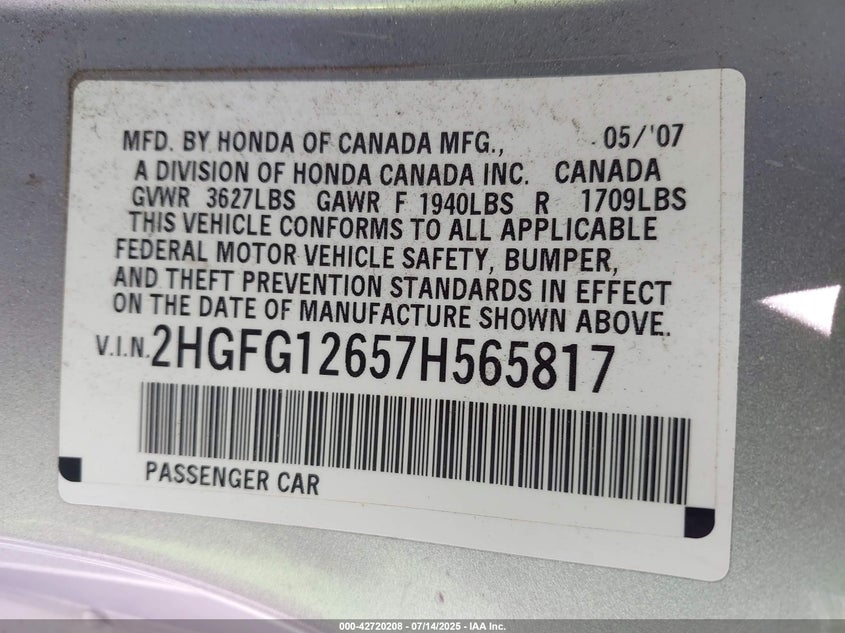 MFD. BY HONDA OF CANADA MFG., 05/'07
A DIVISION OF HONDA CANADA INC. CANADA
GVWR 3627LBS GAWR F 1940LBS R 1709LBS
THIS VEHICLE CONFORMS TO ALL APPLICABLE
FEDERAL MOTOR VEHICLE SAFETY, BUMPER,
AND THEFT PREVENTION STANDARDS IN EFFECT
ON THE DATE OF MANUFACTURE SHOWN ABOVE.
V.I.N. 2HGFG12657H565817
PASSENGER CAR
000-42720208 - 07/14/2025 - IAA Inc.